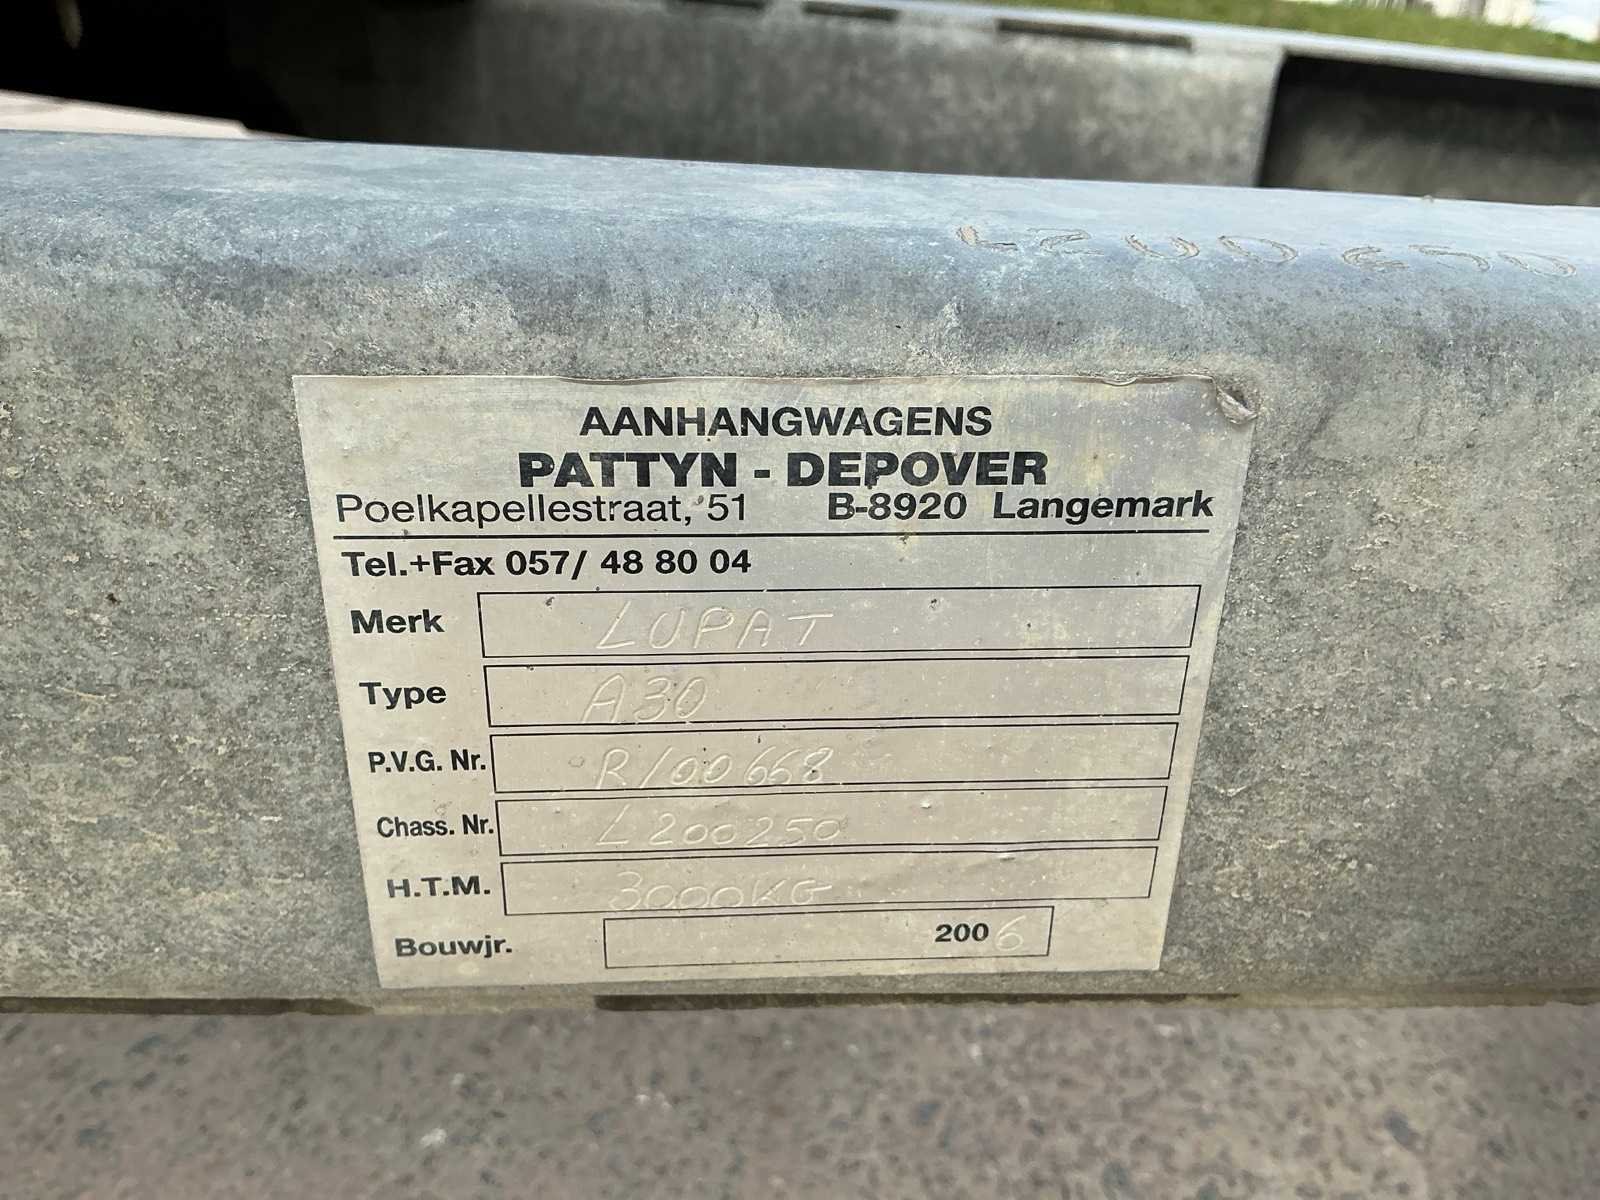 AANHANGWAGENS
PATTYN - DEPOVER
Poelkapellestraat, 51 B-8920 Langemark
Tel.+Fax 057/ 48 80 04
Merk LUPAT
Type A30
P.V.G. Nr. R/00668
Chass. Nr. L200250
H.T.M. 3000KG
Bouwjr. 2006